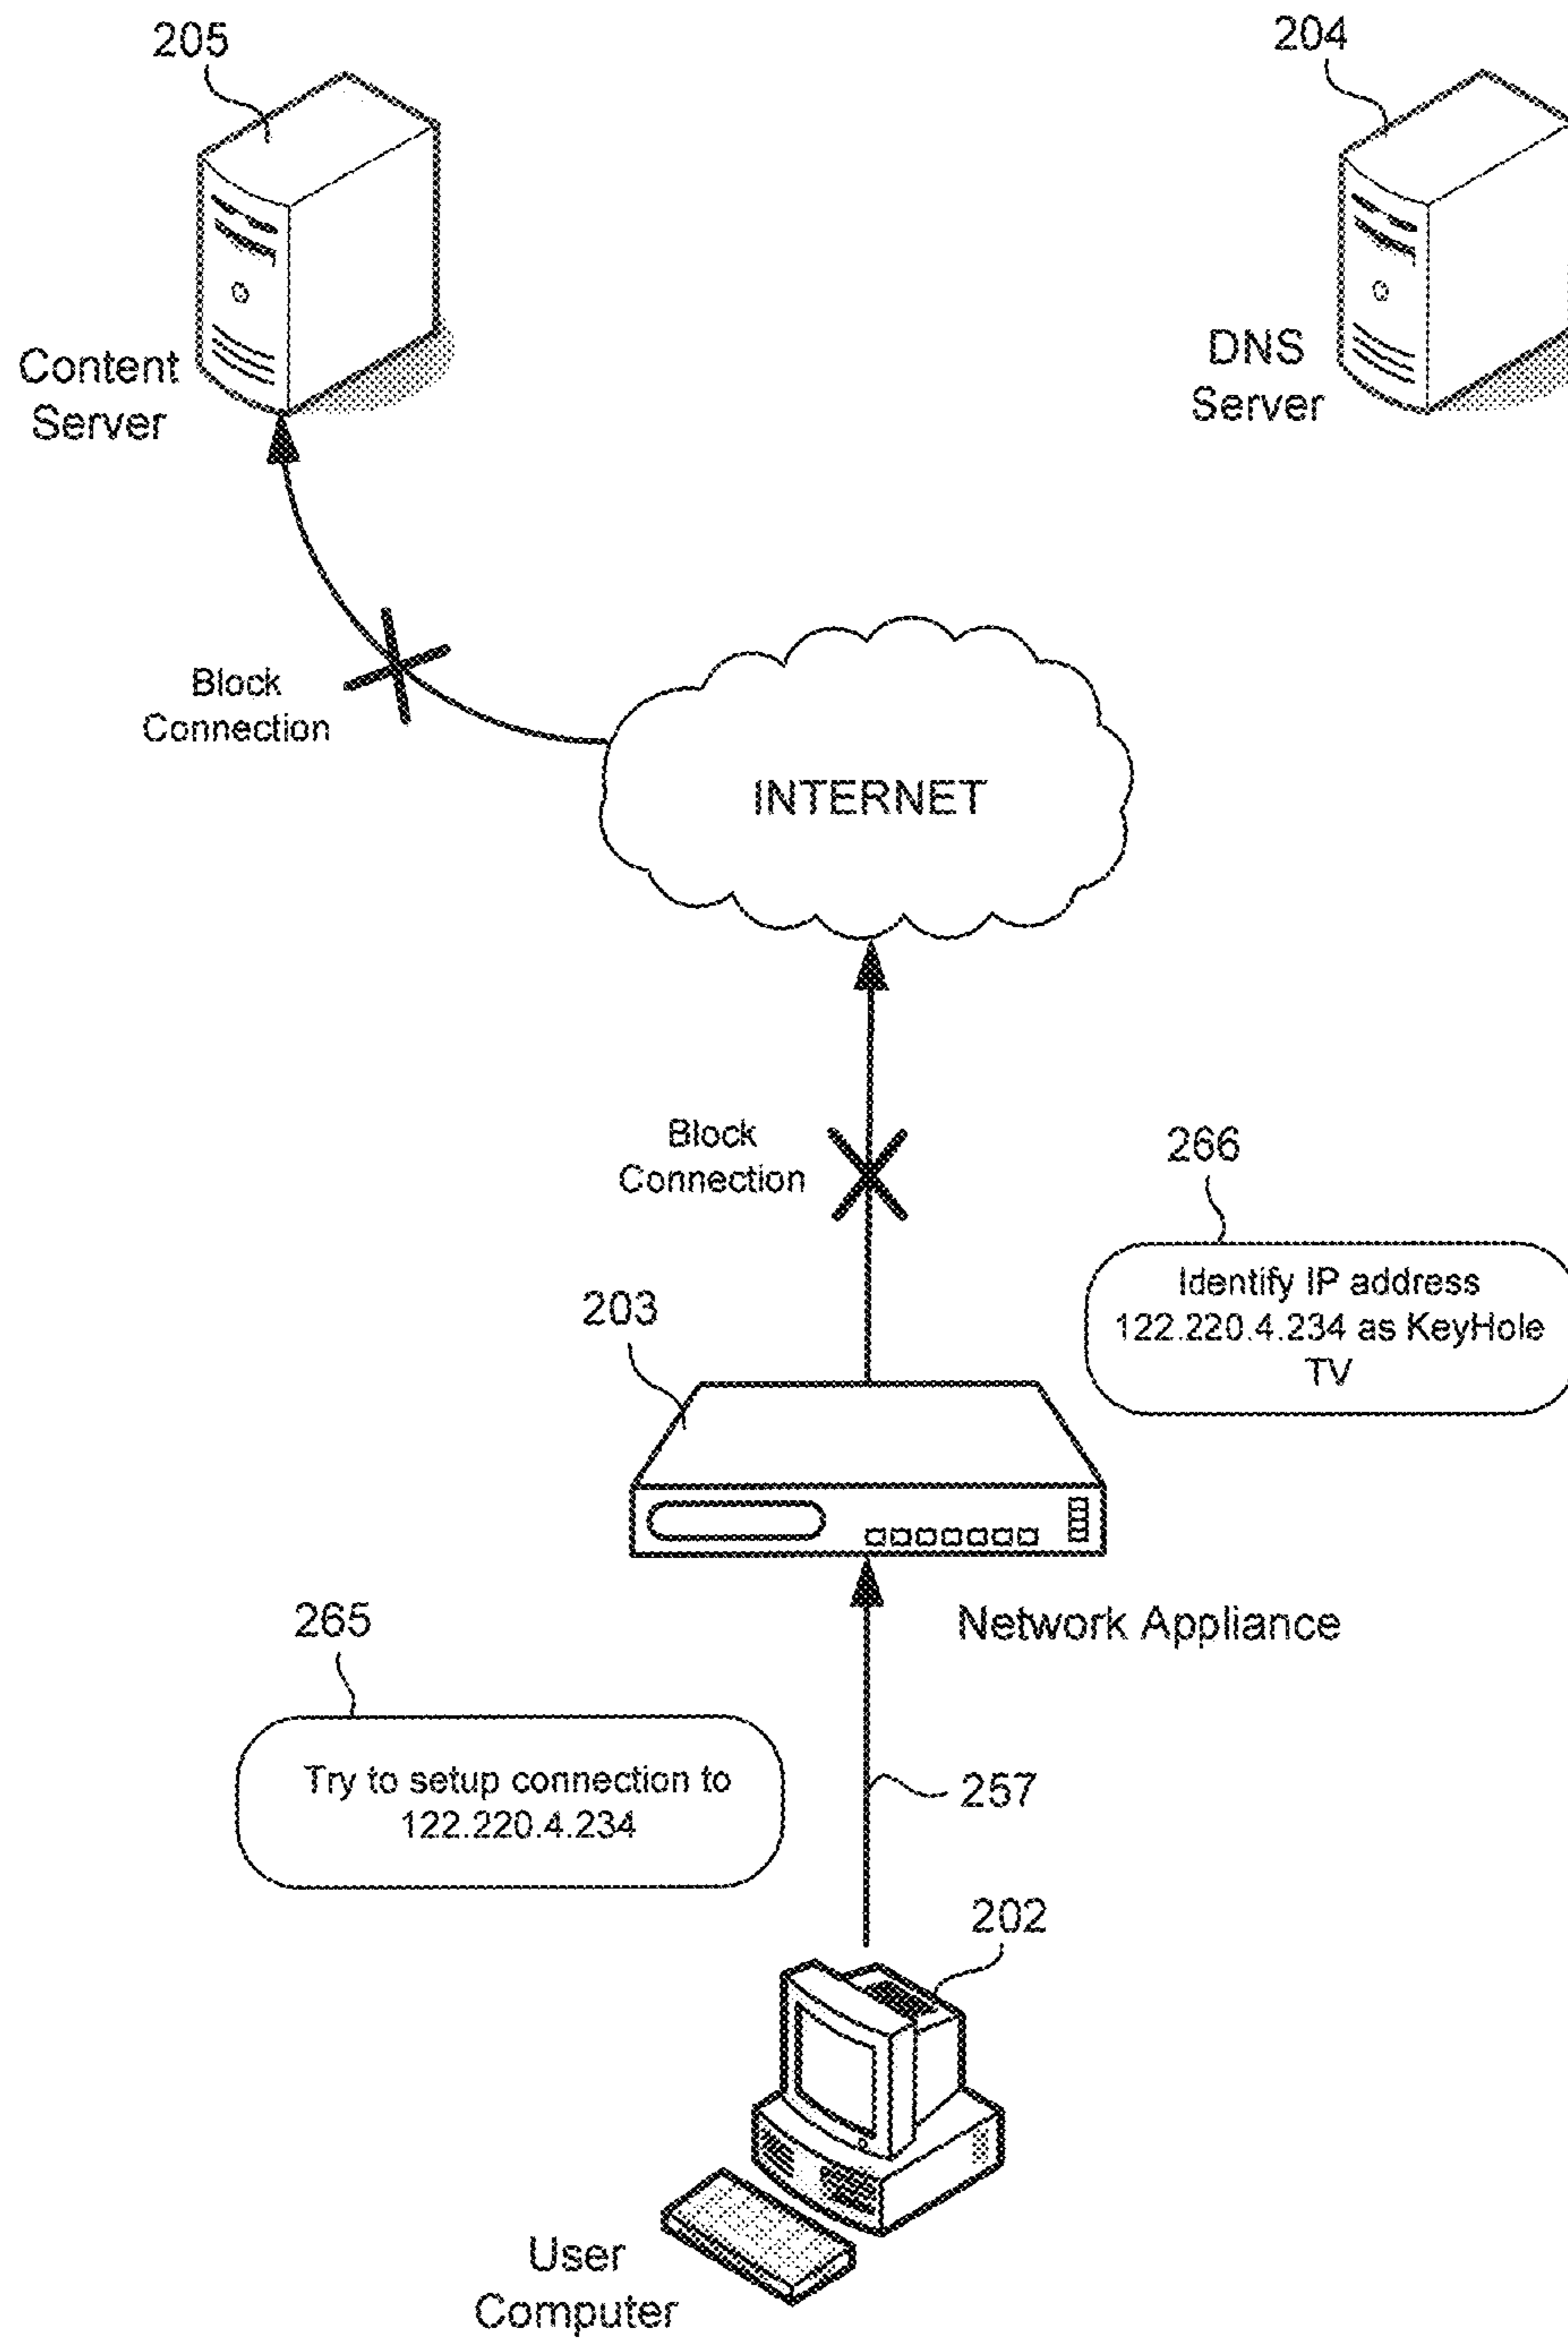 205
204
Content
Server
DNS
Server
Block
Connection
INTERNET
Block
Connection
266
Identify IP address
122.220.4.234 as KeyHole
TV
203
Network Appliance
265
Try to setup connection to
122.220.4.234
257
202
User
Computer